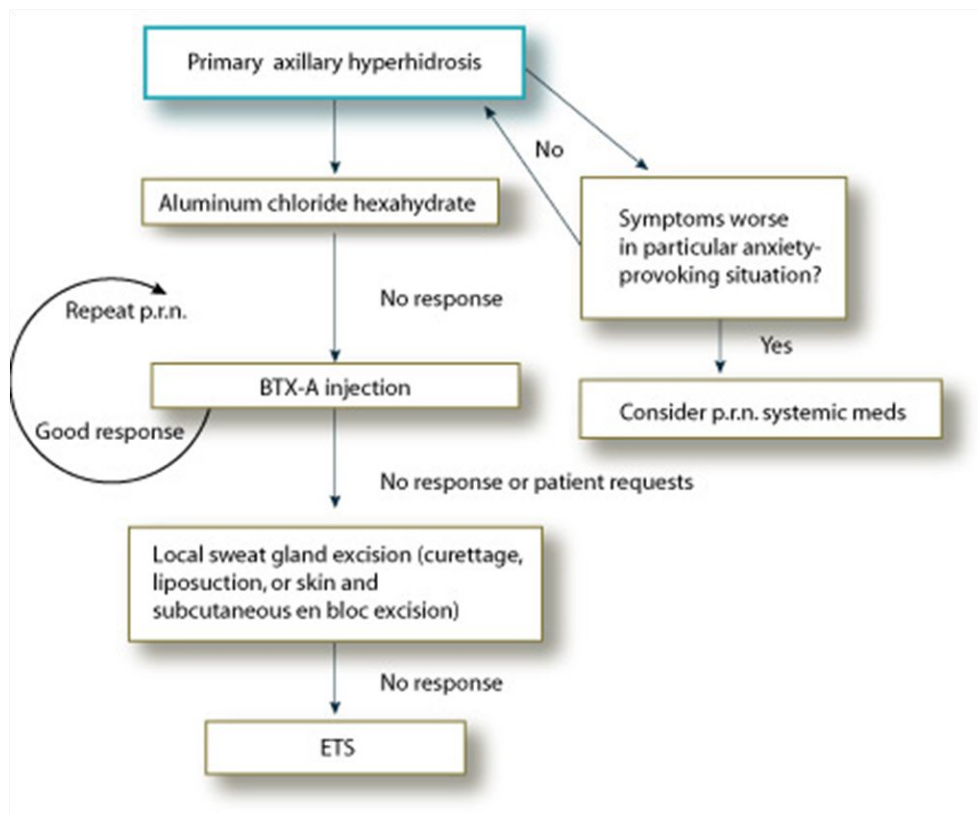 Primary axillary hyperhidrosis
No
Aluminum chloride hexahydrate
Symptoms worse
in particular anxiety-
provoking situation?
No response
Repeat p.r.n.
Yes
BTX-A injection
Consider p.r.n. systemic meds
Good response
No response or patient requests
Local sweat gland excision (curettage,
liposuction, or skin and
subcutaneous en bloc excision)
No response
ETS